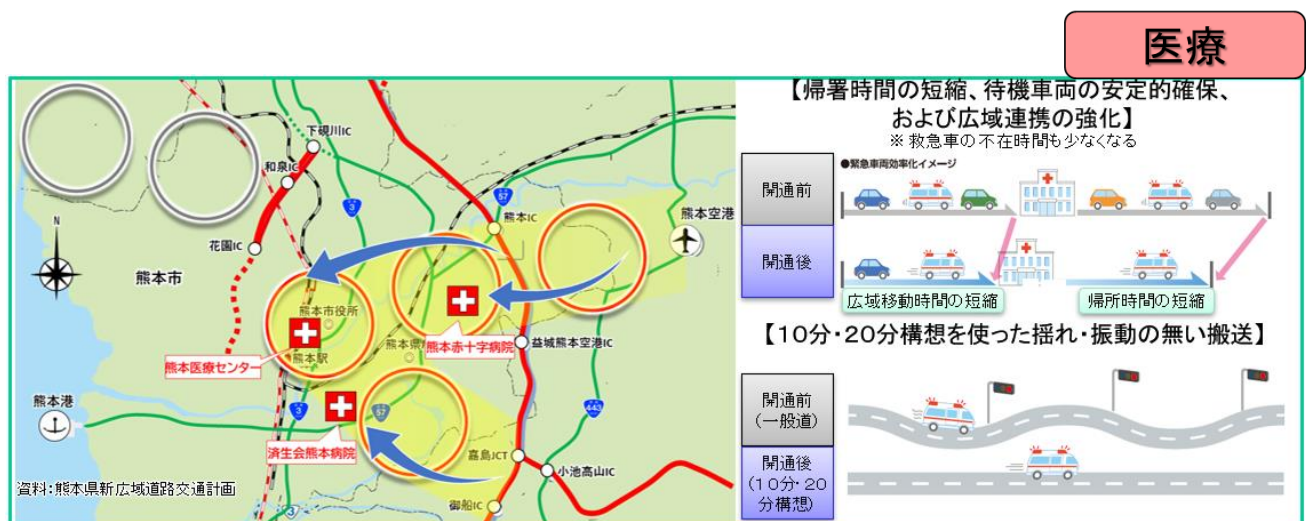 医療
下硯川IC
和泉IC
3
57
熊本IC
熊本空港
N
花園IC
熊本市
熊本市役所
熊本赤十字病院
益城熊本空港IC
熊本駅
熊本医療センター
熊本港
3
57
443
済生会熊本病院
嘉島JCT
小池高山IC
資料:熊本県新広域道路交通計画
御船IC
3
【帰署時間の短縮、待機車両の安定的確保、
および広域連携の強化】
※ 救急車の不在時間も少なくなる
●緊急車両効率化イメージ
開通前
開通後
広域移動時間の短縮
帰所時間の短縮
【10分・20分構想を使った揺れ・振動の無い搬送】
開通前
(一般道)
開通後
(10分・20
分構想)